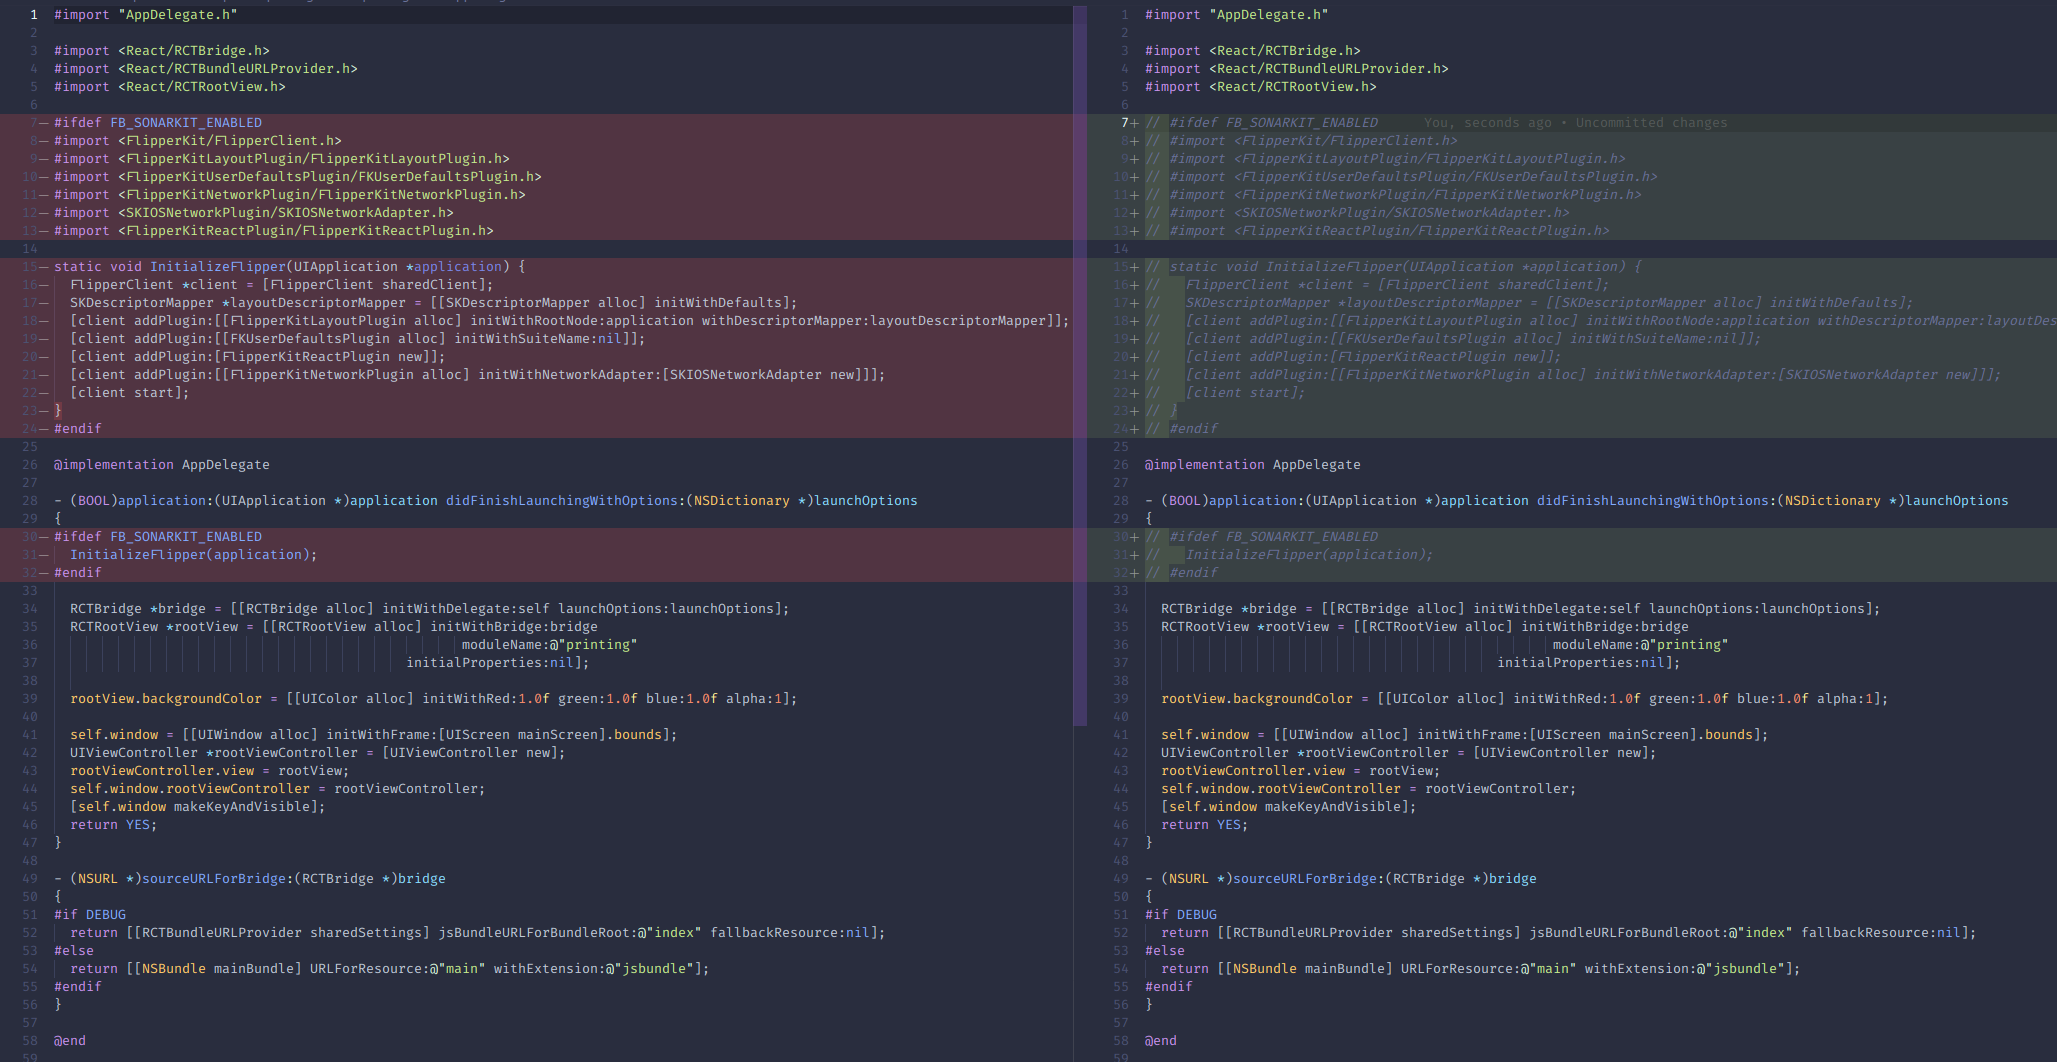 1 #import "AppDelegate.h"
2
3 #import <React/RCTBridge.h>
4 #import <React/RCTBundleURLProvider.h>
5 #import <React/RCTRootView.h>
6
7— #ifdef FB_SONARKIT_ENABLED
8— #import <FlipperKit/FlipperClient.h>
9— #import <FlipperKitLayoutPlugin/FlipperKitLayoutPlugin.h>
10— #import <FlipperKitUserDefaultsPlugin/FKUserDefaultsPlugin.h>
11— #import <FlipperKitNetworkPlugin/FlipperKitNetworkPlugin.h>
12— #import <SKIOSNetworkPlugin/SKIOSNetworkAdapter.h>
13— #import <FlipperKitReactPlugin/FlipperKitReactPlugin.h>
14
15— static void InitializeFlipper(UIApplication *application) {
16—   FlipperClient *client = [FlipperClient sharedClient];
17—   SKDescriptorMapper *layoutDescriptorMapper = [[SKDescriptorMapper alloc] initWithDefaults];
18—   [client addPlugin:[[FlipperKitLayoutPlugin alloc] initWithRootNode:application withDescriptorMapper:layoutDescriptorMapper]];
19—   [client addPlugin:[[FKUserDefaultsPlugin alloc] initWithSuiteName:nil]];
20—   [client addPlugin:[FlipperKitReactPlugin new]];
21—   [client addPlugin:[[FlipperKitNetworkPlugin alloc] initWithNetworkAdapter:[SKIOSNetworkAdapter new]]];
22—   [client start];
23— }
24— #endif
25
26 @implementation AppDelegate
27
28 - (BOOL)application:(UIApplication *)application didFinishLaunchingWithOptions:(NSDictionary *)launchOptions
29 {
30— #ifdef FB_SONARKIT_ENABLED
31—   InitializeFlipper(application);
32— #endif
33
34   RCTBridge *bridge = [[RCTBridge alloc] initWithDelegate:self launchOptions:launchOptions];
35   RCTRootView *rootView = [[RCTRootView alloc] initWithBridge:bridge
36                                                    moduleName:@"printing"
37                                             initialProperties:nil];
38
39   rootView.backgroundColor = [[UIColor alloc] initWithRed:1.0f green:1.0f blue:1.0f alpha:1];
40
41   self.window = [[UIWindow alloc] initWithFrame:[UIScreen mainScreen].bounds];
42   UIViewController *rootViewController = [UIViewController new];
43   rootViewController.view = rootView;
44   self.window.rootViewController = rootViewController;
45   [self.window makeKeyAndVisible];
46   return YES;
47 }
48
49 - (NSURL *)sourceURLForBridge:(RCTBridge *)bridge
50 {
51 #if DEBUG
52   return [[RCTBundleURLProvider sharedSettings] jsBundleURLForBundleRoot:@"index" fallbackResource:nil];
53 #else
54   return [[NSBundle mainBundle] URLForResource:@"main" withExtension:@"jsbundle"];
55 #endif
56 }
57
58 @end
59
1 #import "AppDelegate.h"
2
3 #import <React/RCTBridge.h>
4 #import <React/RCTBundleURLProvider.h>
5 #import <React/RCTRootView.h>
6
7+ // #ifdef FB_SONARKIT_ENABLED      You, seconds ago • Uncommitted changes
8+ // #import <FlipperKit/FlipperClient.h>
9+ // #import <FlipperKitLayoutPlugin/FlipperKitLayoutPlugin.h>
10+ // #import <FlipperKitUserDefaultsPlugin/FKUserDefaultsPlugin.h>
11+ // #import <FlipperKitNetworkPlugin/FlipperKitNetworkPlugin.h>
12+ // #import <SKIOSNetworkPlugin/SKIOSNetworkAdapter.h>
13+ // #import <FlipperKitReactPlugin/FlipperKitReactPlugin.h>
14
15+ // static void InitializeFlipper(UIApplication *application) {
16+ //   FlipperClient *client = [FlipperClient sharedClient];
17+ //   SKDescriptorMapper *layoutDescriptorMapper = [[SKDescriptorMapper alloc] initWithDefaults];
18+ //   [client addPlugin:[[FlipperKitLayoutPlugin alloc] initWithRootNode:application withDescriptorMapper:layoutDes
19+ //   [client addPlugin:[[FKUserDefaultsPlugin alloc] initWithSuiteName:nil]];
20+ //   [client addPlugin:[FlipperKitReactPlugin new]];
21+ //   [client addPlugin:[[FlipperKitNetworkPlugin alloc] initWithNetworkAdapter:[SKIOSNetworkAdapter new]]];
22+ //   [client start];
23+ // }
24+ // #endif
25
26 @implementation AppDelegate
27
28 - (BOOL)application:(UIApplication *)application didFinishLaunchingWithOptions:(NSDictionary *)launchOptions
29 {
30+ // #ifdef FB_SONARKIT_ENABLED
31+ //   InitializeFlipper(application);
32+ // #endif
33
34   RCTBridge *bridge = [[RCTBridge alloc] initWithDelegate:self launchOptions:launchOptions];
35   RCTRootView *rootView = [[RCTRootView alloc] initWithBridge:bridge
36                                                    moduleName:@"printing"
37                                             initialProperties:nil];
38
39   rootView.backgroundColor = [[UIColor alloc] initWithRed:1.0f green:1.0f blue:1.0f alpha:1];
40
41   self.window = [[UIWindow alloc] initWithFrame:[UIScreen mainScreen].bounds];
42   UIViewController *rootViewController = [UIViewController new];
43   rootViewController.view = rootView;
44   self.window.rootViewController = rootViewController;
45   [self.window makeKeyAndVisible];
46   return YES;
47 }
48
49 - (NSURL *)sourceURLForBridge:(RCTBridge *)bridge
50 {
51 #if DEBUG
52   return [[RCTBundleURLProvider sharedSettings] jsBundleURLForBundleRoot:@"index" fallbackResource:nil];
53 #else
54   return [[NSBundle mainBundle] URLForResource:@"main" withExtension:@"jsbundle"];
55 #endif
56 }
57
58 @end
59